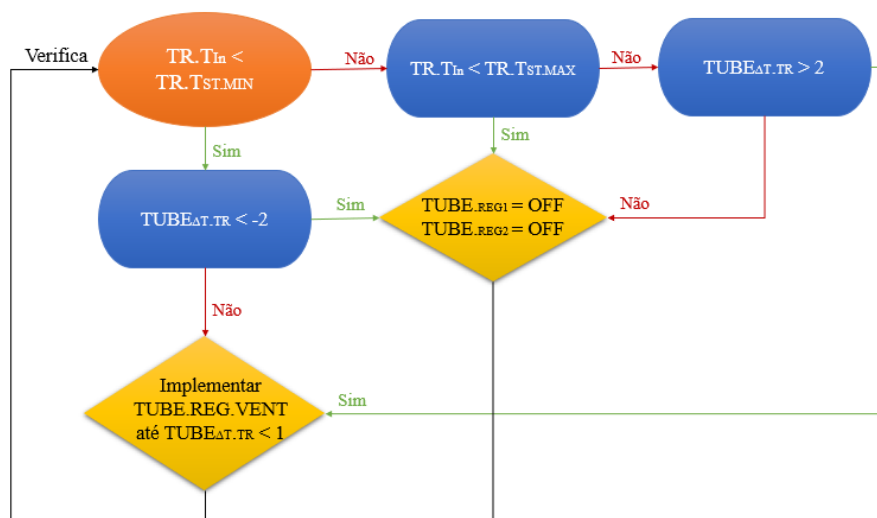 Verifica
TR.TIn <
TR.TST.MIN
Não
TR.TIn < TR.TST.MAX
Não
TUBEΔT.TR > 2
Sim
Sim
TUBEΔT.TR < -2
Sim
TUBE.REG1 = OFF
TUBE.REG2 = OFF
Não
Não
Implementar
TUBE.REG.VENT
até TUBEΔT.TR < 1
Sim